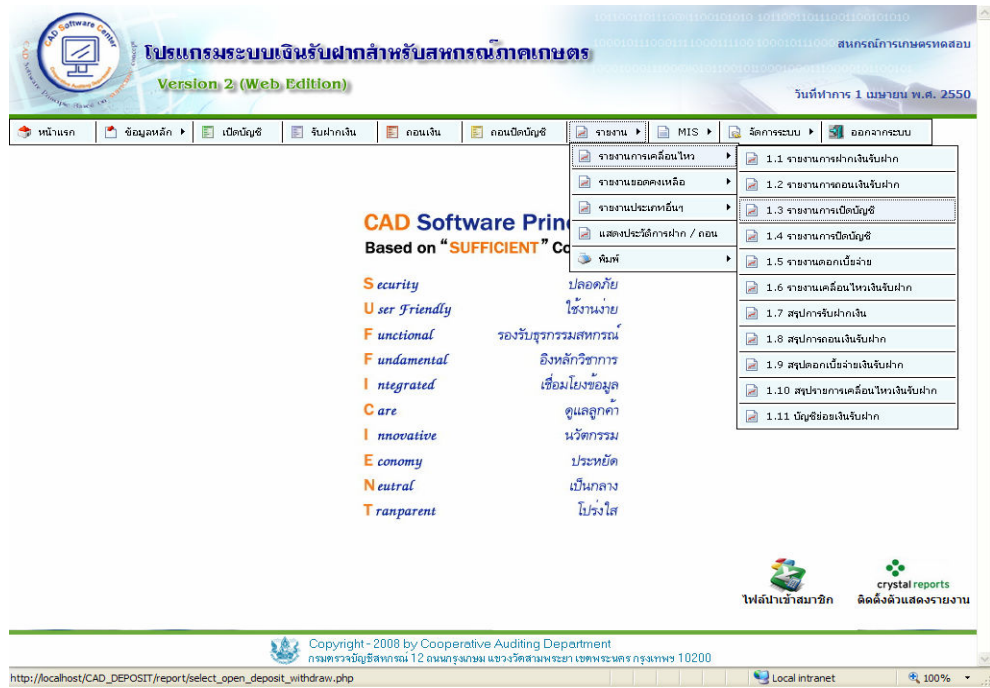 CAD Software Center
โปรแกรมระบบเงินรับฝากสำหรับสหกรณ์ภาคเกษตร
Version 2 (Web Edition)
สหกรณ์การเกษตรทดสอบ
วันที่ทำการ 1 เมษายน พ.ศ. 2550
หน้าแรก ข้อมูลหลัก เปิดบัญชี รับฝากเงิน ถอนเงิน ถอนปิดบัญชี รายงาน MIS จัดการระบบ ออกจากระบบ
รายงานการเคลื่อนไหว
รายงานยอดคงเหลือ
รายงานประเภทอื่นๆ
แสดงประวัติการฝาก / ถอน
พิมพ์
1.1 รายงานการฝากเงินรับฝาก
1.2 รายงานการถอนเงินรับฝาก
1.3 รายงานการเปิดบัญชี
1.4 รายงานการปิดบัญชี
1.5 รายงานดอกเบี้ยจ่าย
1.6 รายงานเคลื่อนไหวเงินรับฝาก
1.7 สรุปการรับฝากเงิน
1.8 สรุปการถอนเงินรับฝาก
1.9 สรุปดอกเบี้ยจ่ายเงินรับฝาก
1.10 สรุปรายการเคลื่อนไหวเงินรับฝาก
1.11 บัญชีย่อยเงินรับฝาก
CAD Software Prin
Based on “SUFFICIENT” Co
S ecurity ปลอดภัย
U ser Friendly ใช้งานง่าย
F unctional รองรับธุรกรรมสหกรณ์
F undamental อิงหลักวิชาการ
I ntegrated เชื่อมโยงข้อมูล
C are ดูแลลูกค้า
I nnovative นวัตกรรม
E conomy ประหยัด
N eutral เป็นกลาง
T ranparent โปร่งใส
ไฟล์นำเข้าสมาชิก
crystal reports
ติดตั้งตัวแสดงรายงาน
Copyright - 2008 by Cooperative Auditing Department
กรมตรวจบัญชีสหกรณ์ 12 ถนนกรุงเกษม แขวงวัดสามพระยา เขตพระนคร กรุงเทพฯ 10200
http://localhost/CAD_DEPOSIT/report/select_open_deposit_withdraw.php
Local intranet
100%